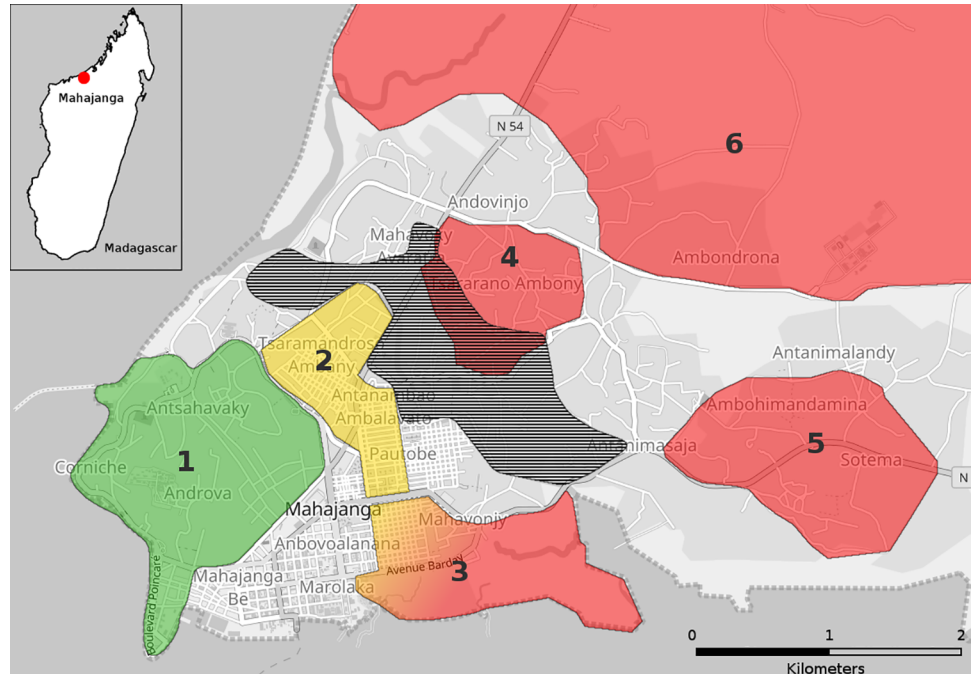 Mahajanga
Madagascar
N 54
6
Andovinjo
Mahavoky
Avaratra
4
Tsararano Ambony
Ambondrona
Tsaramandroso
Ambony
2
Antanimalandy
Antanambao
Ambalavato
Ambohimandamina
Antsahavaky
Pautobe
Antanimasaja
5
Sotema
1
Corniche
N
Androva
Mahajanga
Mahavonjy
Anbovoalanana
Avenue Barday
3
Mahajanga
Be
Marolaka
Boulevard Poincare
0 1 2
Kilometers